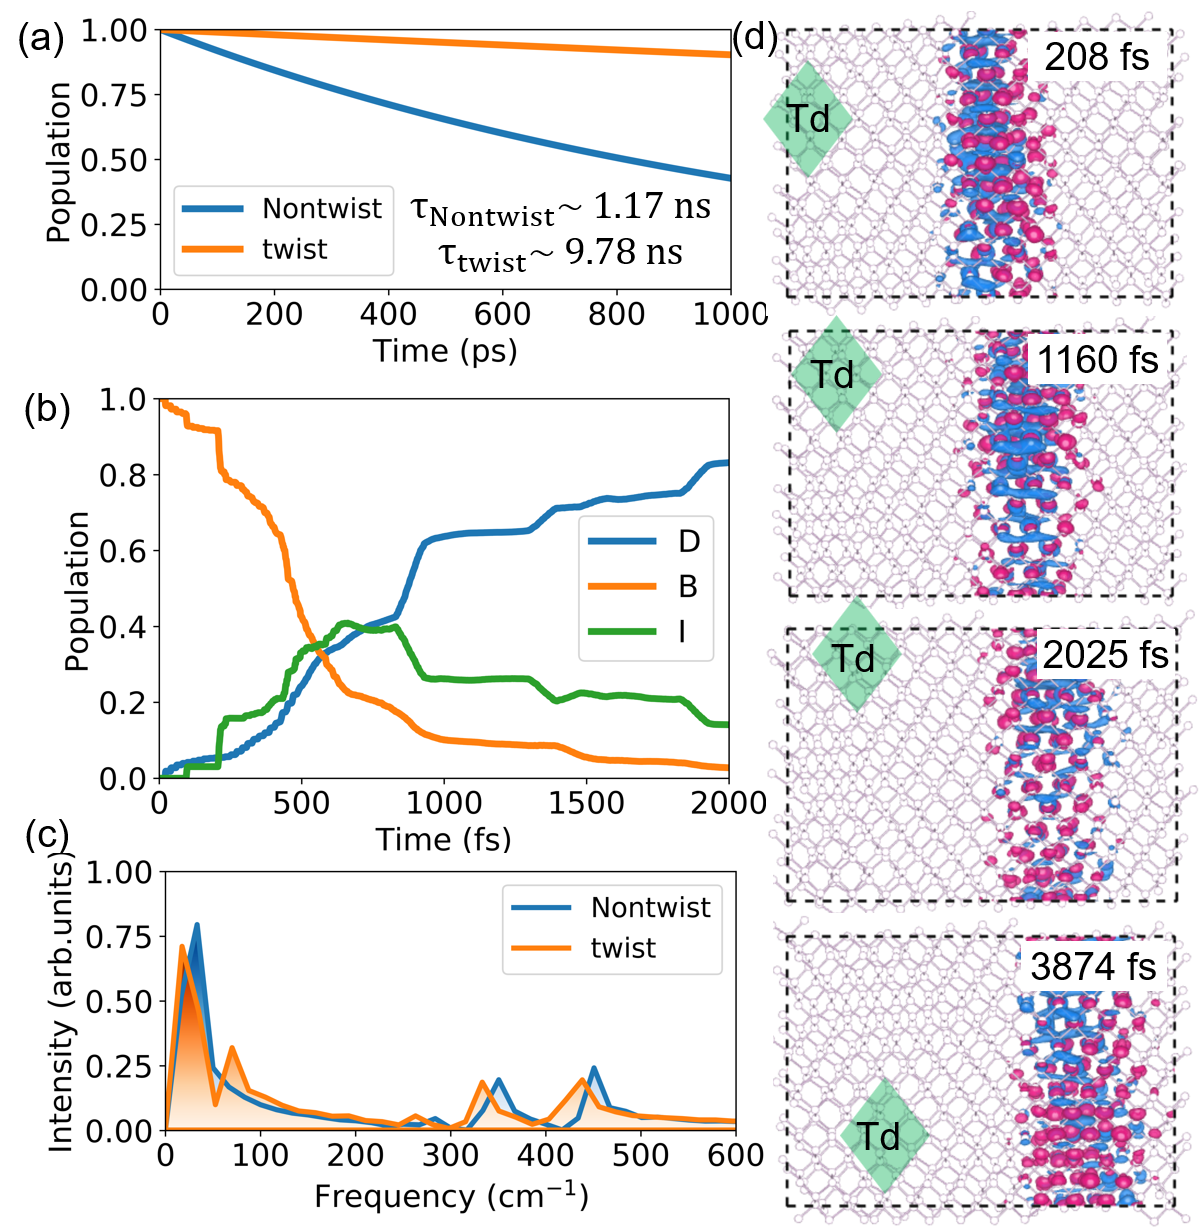 (a)
1.00
0.75
0.50
0.25
0.00
Population
Nontwist
twist
τNontwist~ 1.17 ns
τtwist~ 9.78 ns
0 200 400 600 800 1000
Time (ps)
(b)
1.0
0.8
0.6
0.4
0.2
0.0
Population
D
B
I
0 500 1000 1500 2000
Time (fs)
(c)
1.00
0.75
0.50
0.25
0.00
Intensity (arb.units)
Nontwist
twist
0 100 200 300 400 500 600
Frequency (cm⁻¹)
(d)
208 fs
Td
1160 fs
Td
2025 fs
Td
3874 fs
Td